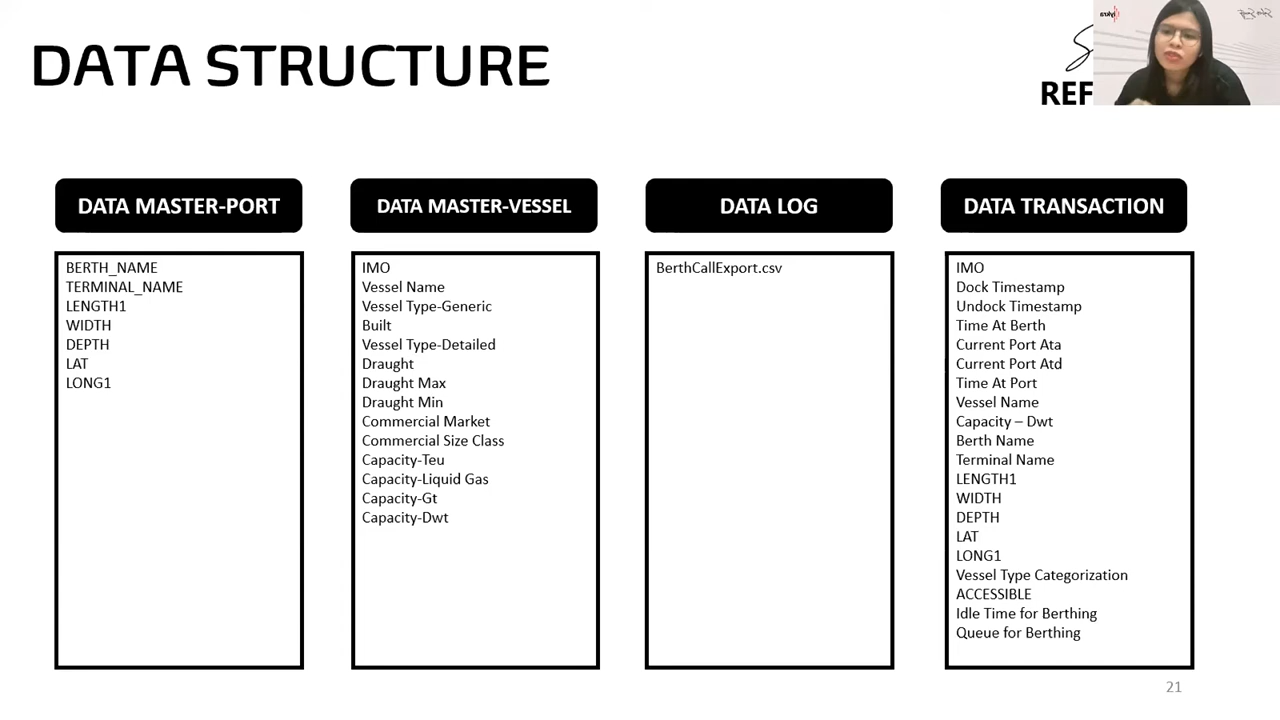 DATA STRUCTURE
REF
DATA MASTER-PORT
BERTH_NAME
TERMINAL_NAME
LENGTH1
WIDTH
DEPTH
LAT
LONG1
DATA MASTER-VESSEL
IMO
Vessel Name
Vessel Type-Generic
Built
Vessel Type-Detailed
Draught
Draught Max
Draught Min
Commercial Market
Commercial Size Class
Capacity-Teu
Capacity-Liquid Gas
Capacity-Gt
Capacity-Dwt
DATA LOG
BerthCallExport.csv
DATA TRANSACTION
IMO
Dock Timestamp
Undock Timestamp
Time At Berth
Current Port Ata
Current Port Atd
Time At Port
Vessel Name
Capacity – Dwt
Berth Name
Terminal Name
LENGTH1
WIDTH
DEPTH
LAT
LONG1
Vessel Type Categorization
ACCESSIBLE
Idle Time for Berthing
Queue for Berthing
21